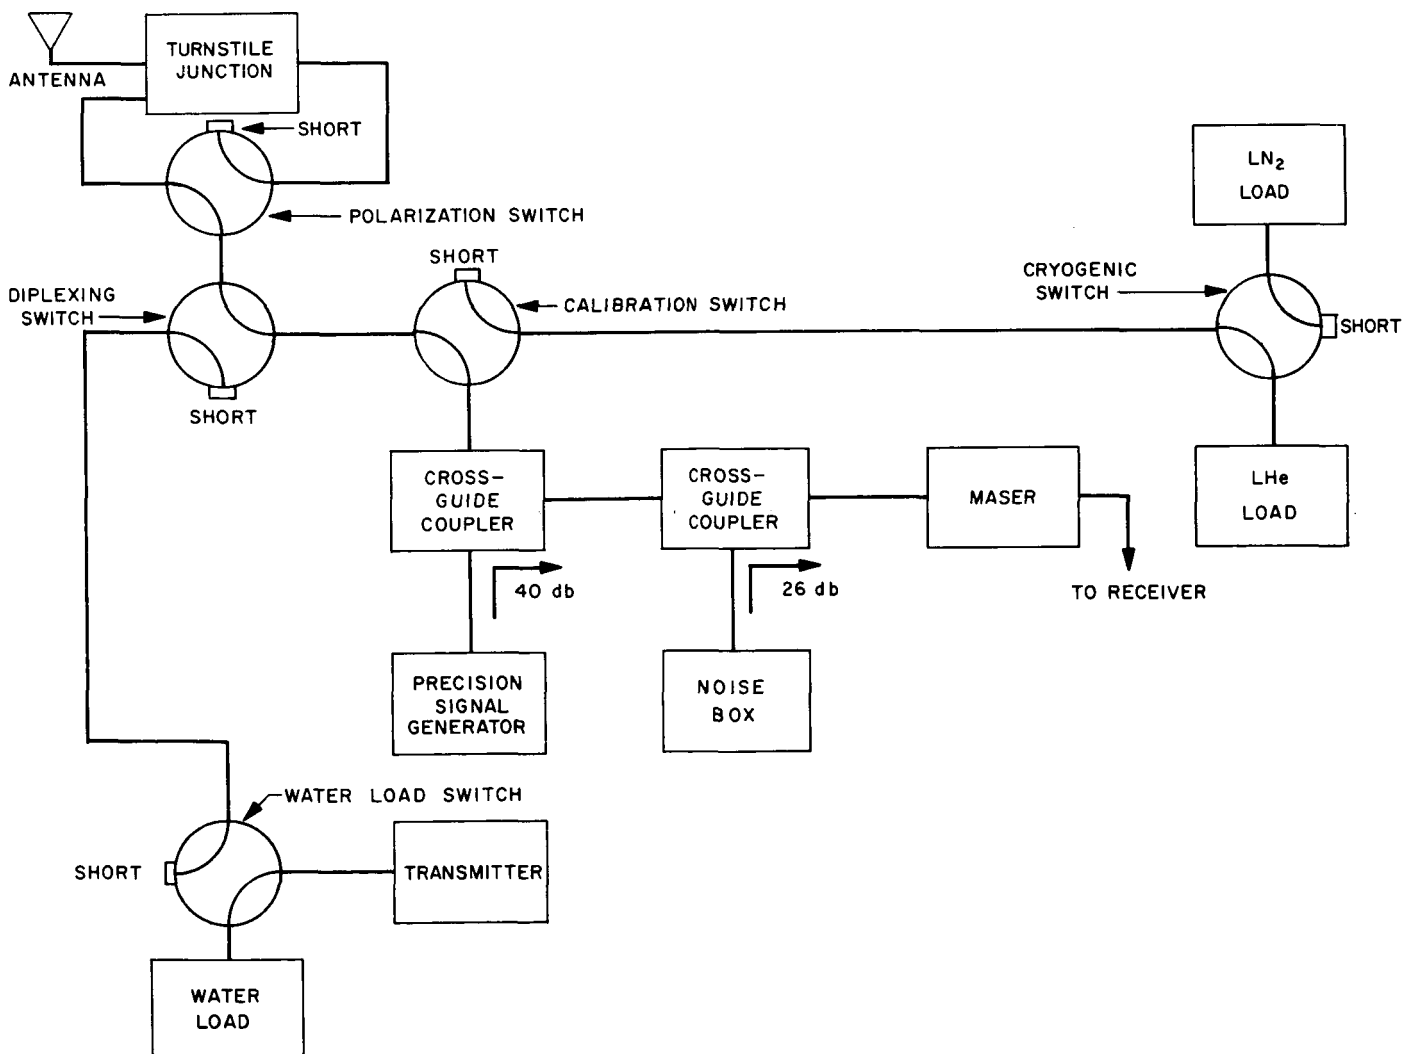 TURNSTILE
JUNCTION
ANTENNA
SHORT
POLARIZATION SWITCH
LN₂
LOAD
SHORT
CALIBRATION SWITCH
CRYOGENIC
SWITCH
SHORT
DIPLEXING
SWITCH
SHORT
CROSS-
GUIDE
COUPLER
CROSS-
GUIDE
COUPLER
MASER
LHe
LOAD
40 db
26 db
TO RECEIVER
PRECISION
SIGNAL
GENERATOR
NOISE
BOX
WATER LOAD SWITCH
SHORT
TRANSMITTER
WATER
LOAD